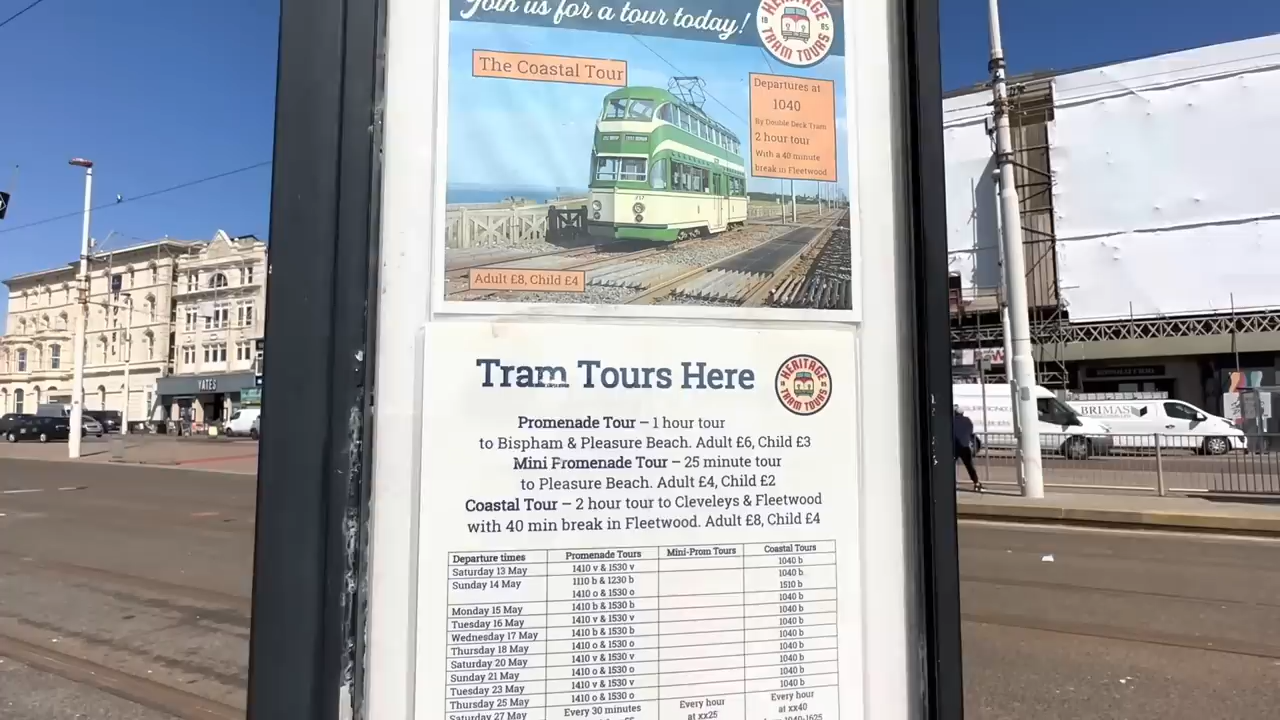 Join us for a tour today!
HERITAGE
18 85
TRAM TOURS
The Coastal Tour
Departures at
1040
By Double Deck Tram
2 hour tour
With a 40 minute
break in Fleetwood
Adult £8, Child £4
Tram Tours Here
HERITAGE
TRAM TOURS
Promenade Tour – 1 hour tour
to Bispham & Pleasure Beach. Adult £6, Child £3
Mini Promenade Tour – 25 minute tour
to Pleasure Beach. Adult £4, Child £2
Coastal Tour – 2 hour tour to Cleveleys & Fleetwood
with 40 min break in Fleetwood. Adult £8, Child £4
Departure times Promenade Tours Mini-Prom Tours Coastal Tours
Saturday 13 May 1410 v & 1530 v 1040 b
Sunday 14 May 1110 b & 1230 b 1040 b
1410 o & 1530 o 1510 b
Monday 15 May 1410 b & 1530 b 1040 b
Tuesday 16 May 1410 v & 1530 v 1040 b
Wednesday 17 May 1410 b & 1530 b 1040 b
Thursday 18 May 1410 o & 1530 o 1040 b
Saturday 20 May 1410 v & 1530 v 1040 b
Sunday 21 May 1410 o & 1530 o 1040 b
Tuesday 23 May 1410 v & 1530 v 1040 b
Thursday 25 May 1410 o & 1530 o 1040 b
Saturday 27 May Every 30 minutes Every hour Every hour
at xx25 at xx40
1040-1625
YATES
BRIMAS